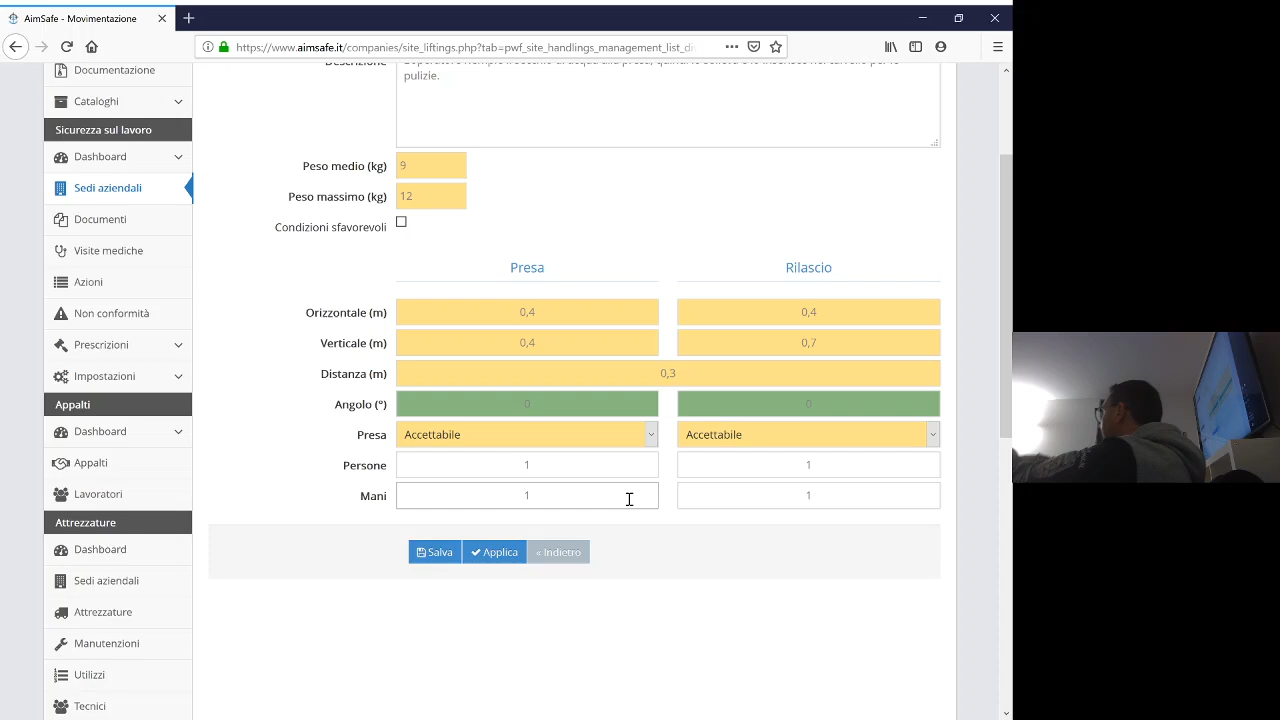 AimSafe - Movimentazione
https://www.aimsafe.it/companies/site_liftings.php?tab=pwf_site_handlings_management_list_di
Documentazione
Cataloghi
Sicurezza sul lavoro
Dashboard
Sedi aziendali
Documenti
Visite mediche
Azioni
Non conformità
Prescrizioni
Impostazioni
Appalti
Dashboard
Appalti
Lavoratori
Attrezzature
Dashboard
Sedi aziendali
Attrezzature
Manutenzioni
Utilizzi
Tecnici
Descrizione
pulizie.
Peso medio (kg) 9
Peso massimo (kg) 12
Condizioni sfavorevoli
Presa Rilascio
Orizzontale (m) 0,4 0,4
Verticale (m) 0,4 0,7
Distanza (m) 0,3
Angolo (°) 0 0
Presa Accettabile Accettabile
Persone 1 1
Mani 1 1
Salva Applica « Indietro